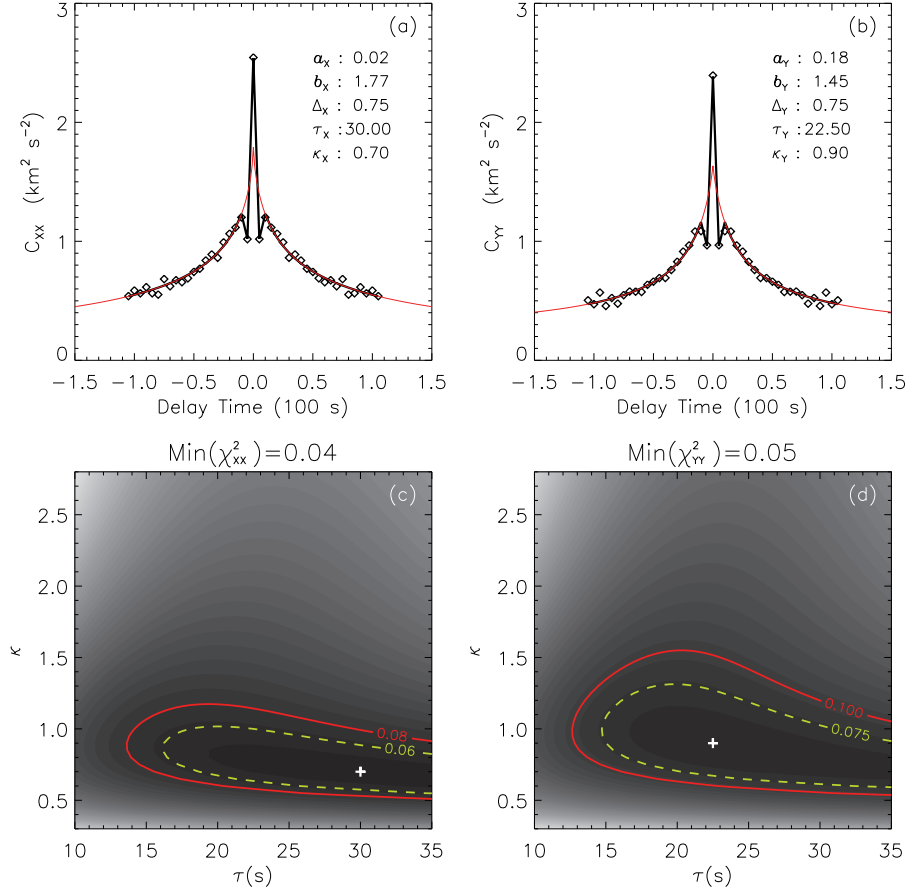 (a)
a_X : 0.02
b_X : 1.77
Δ_X : 0.75
τ_X :30.00
κ_X : 0.70
C_XX (km² s⁻²)
3
2
1
0
−1.5 −1.0 −0.5 0.0 0.5 1.0 1.5
Delay Time (100 s)
(b)
a_Y : 0.18
b_Y : 1.45
Δ_Y : 0.75
τ_Y :22.50
κ_Y : 0.90
C_YY (km² s⁻²)
3
2
1
0
−1.5 −1.0 −0.5 0.0 0.5 1.0 1.5
Delay Time (100 s)
Min(χ²_XX)=0.04
(c)
κ
2.5
2.0
1.5
1.0
0.5
0.08
0.06
10 15 20 25 30 35
τ(s)
Min(χ²_YY)=0.05
(d)
κ
2.5
2.0
1.5
1.0
0.5
0.100
0.075
10 15 20 25 30 35
τ(s)